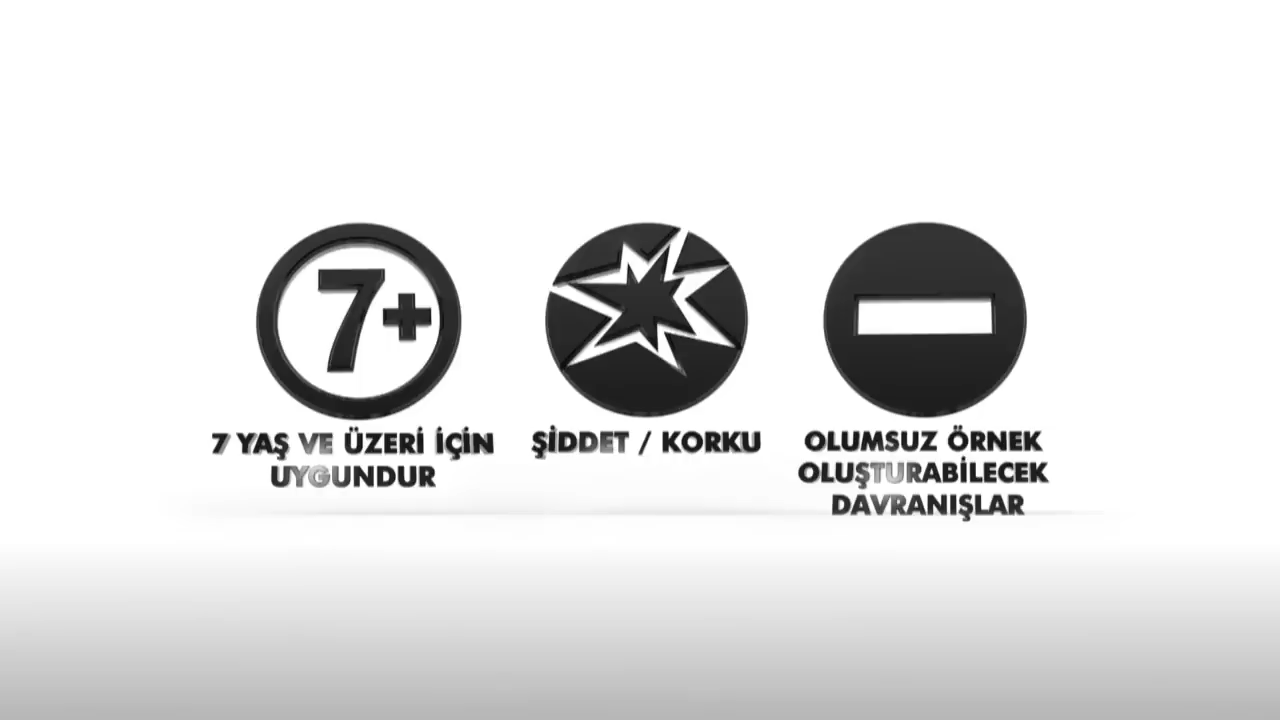 7+
7 YAŞ VE ÜZERİ İÇİN
UYGUNDUR
ŞİDDET / KORKU
OLUMSUZ ÖRNEK
OLUŞTURABİLECEK
DAVRANIŞLAR